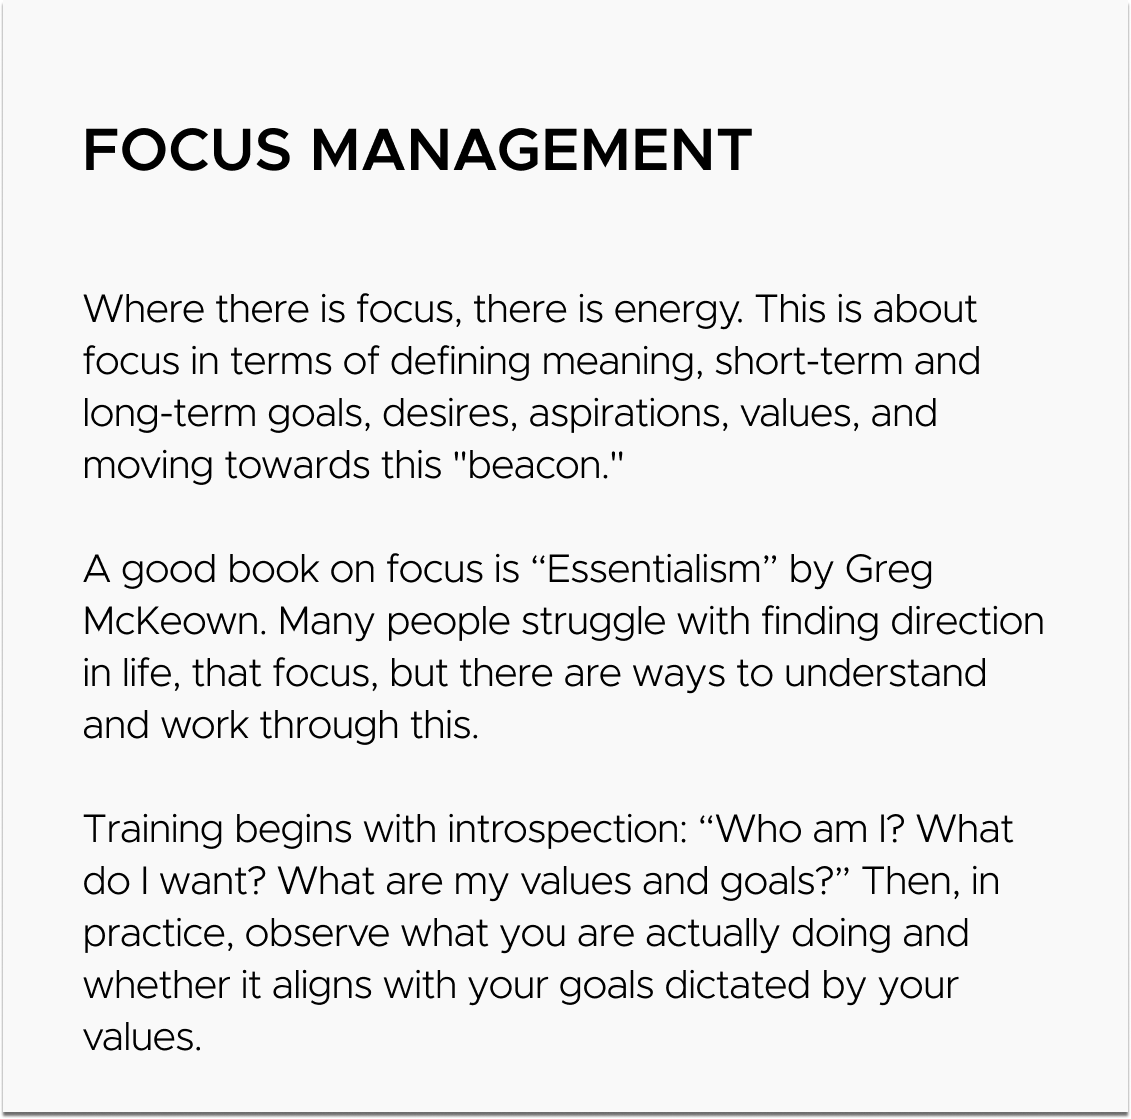 FOCUS MANAGEMENT
Where there is focus, there is energy. This is about
focus in terms of defining meaning, short-term and
long-term goals, desires, aspirations, values, and
moving towards this "beacon."
A good book on focus is “Essentialism” by Greg
McKeown. Many people struggle with finding direction
in life, that focus, but there are ways to understand
and work through this.
Training begins with introspection: “Who am I? What
do I want? What are my values and goals?” Then, in
practice, observe what you are actually doing and
whether it aligns with your goals dictated by your
values.